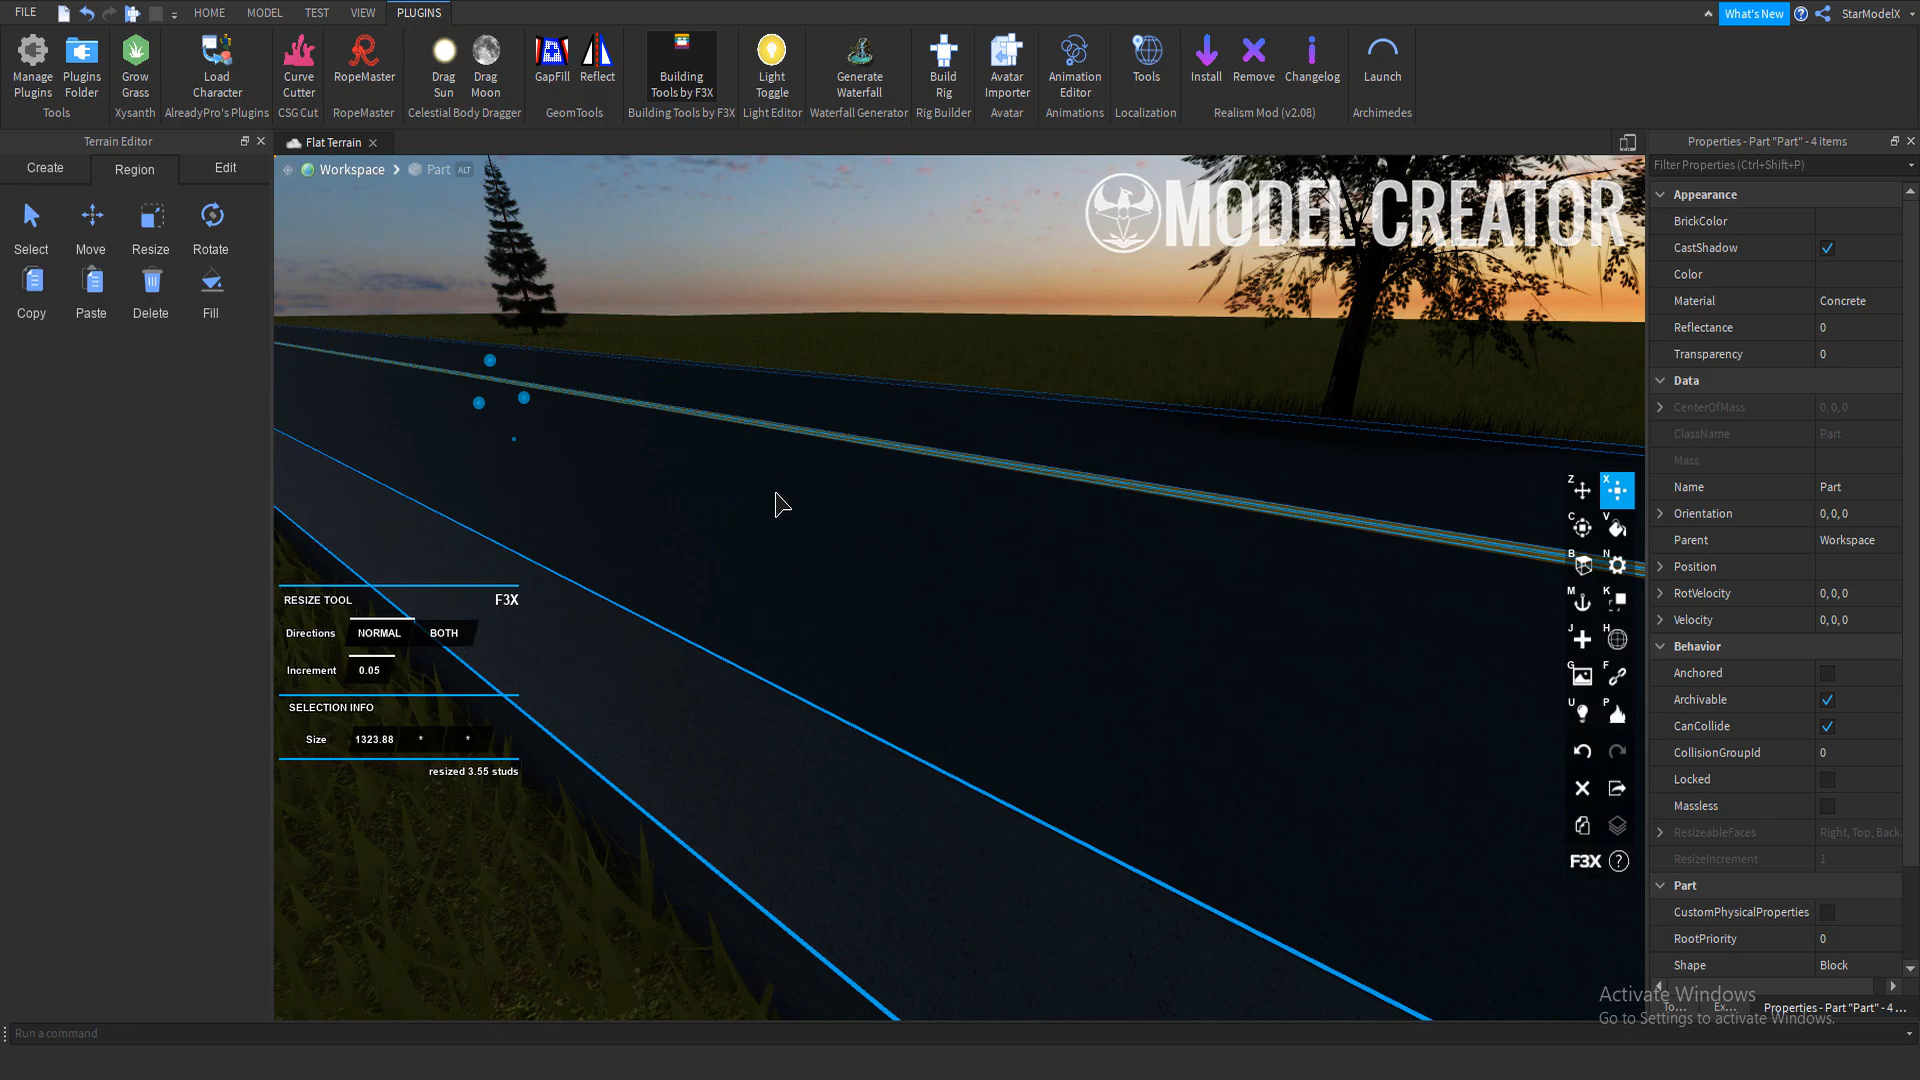 FILE HOME MODEL TEST VIEW PLUGINS What's New StarModelX
Manage Plugins
Plugins Folder
Tools
Grow Grass
Xysanth
Load Character
AlreadyPro's Plugins
Curve Cutter
CSG Cut
RopeMaster
RopeMaster
Drag Sun
Drag Moon
Celestial Body Dragger
GapFill
Reflect
GeomTools
Building Tools by F3X
Building Tools by F3X
Light Toggle
Light Editor
Generate Waterfall
Waterfall Generator
Build Rig
Rig Builder
Avatar Importer
Avatar
Animation Editor
Animations
Tools
Localization
Install
Remove
Changelog
Realism Mod (v2.08)
Launch
Archimedes
Terrain Editor
Create Region Edit
Select Move Resize Rotate
Copy Paste Delete Fill
Flat Terrain
Workspace Part ALT
MODEL CREATOR
RESIZE TOOL F3X
Directions NORMAL BOTH
Increment 0.05
SELECTION INFO
Size 1323.88 * *
resized 3.55 studs
Z X
C V
B N
M K
J H
G F
U P
F3X ?
Properties - Part "Part" - 4 items
Filter Properties (Ctrl+Shift+P)
Appearance
BrickColor
CastShadow
Color
Material Concrete
Reflectance 0
Transparency 0
Data
CenterOfMass 0, 0, 0
ClassName Part
Mass
Name Part
Orientation 0, 0, 0
Parent Workspace
Position
RotVelocity 0, 0, 0
Velocity 0, 0, 0
Behavior
Anchored
Archivable
CanCollide
CollisionGroupId 0
Locked
Massless
ResizeableFaces Right, Top, Back,
ResizeIncrement 1
Part
CustomPhysicalProperties
RootPriority 0
Shape Block
Activate Windows
Go to Settings to activate Windows.
To... Ex... Properties - Part "Part" - 4 ...
Run a command